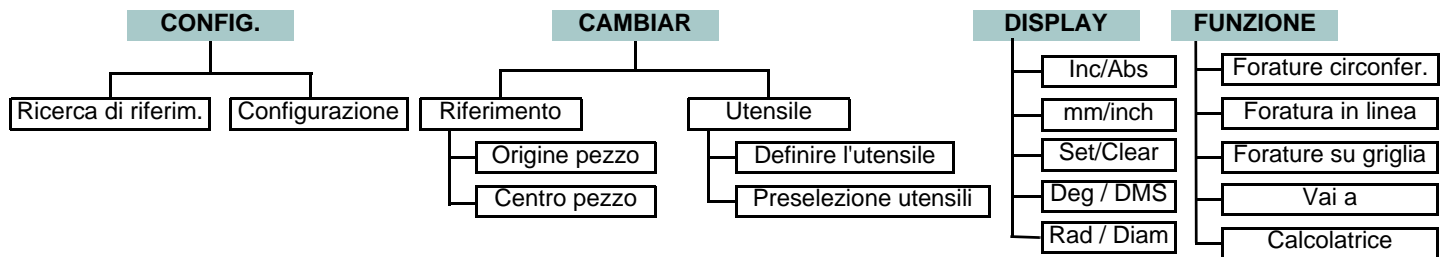 CONFIG.
Ricerca di riferim.
Configurazione
CAMBIAR
Riferimento
Origine pezzo
Centro pezzo
Utensile
Definire l'utensile
Preselezione utensili
DISPLAY
Inc/Abs
mm/inch
Set/Clear
Deg / DMS
Rad / Diam
FUNZIONE
Forature circonfer.
Foratura in linea
Forature su griglia
Vai a
Calcolatrice